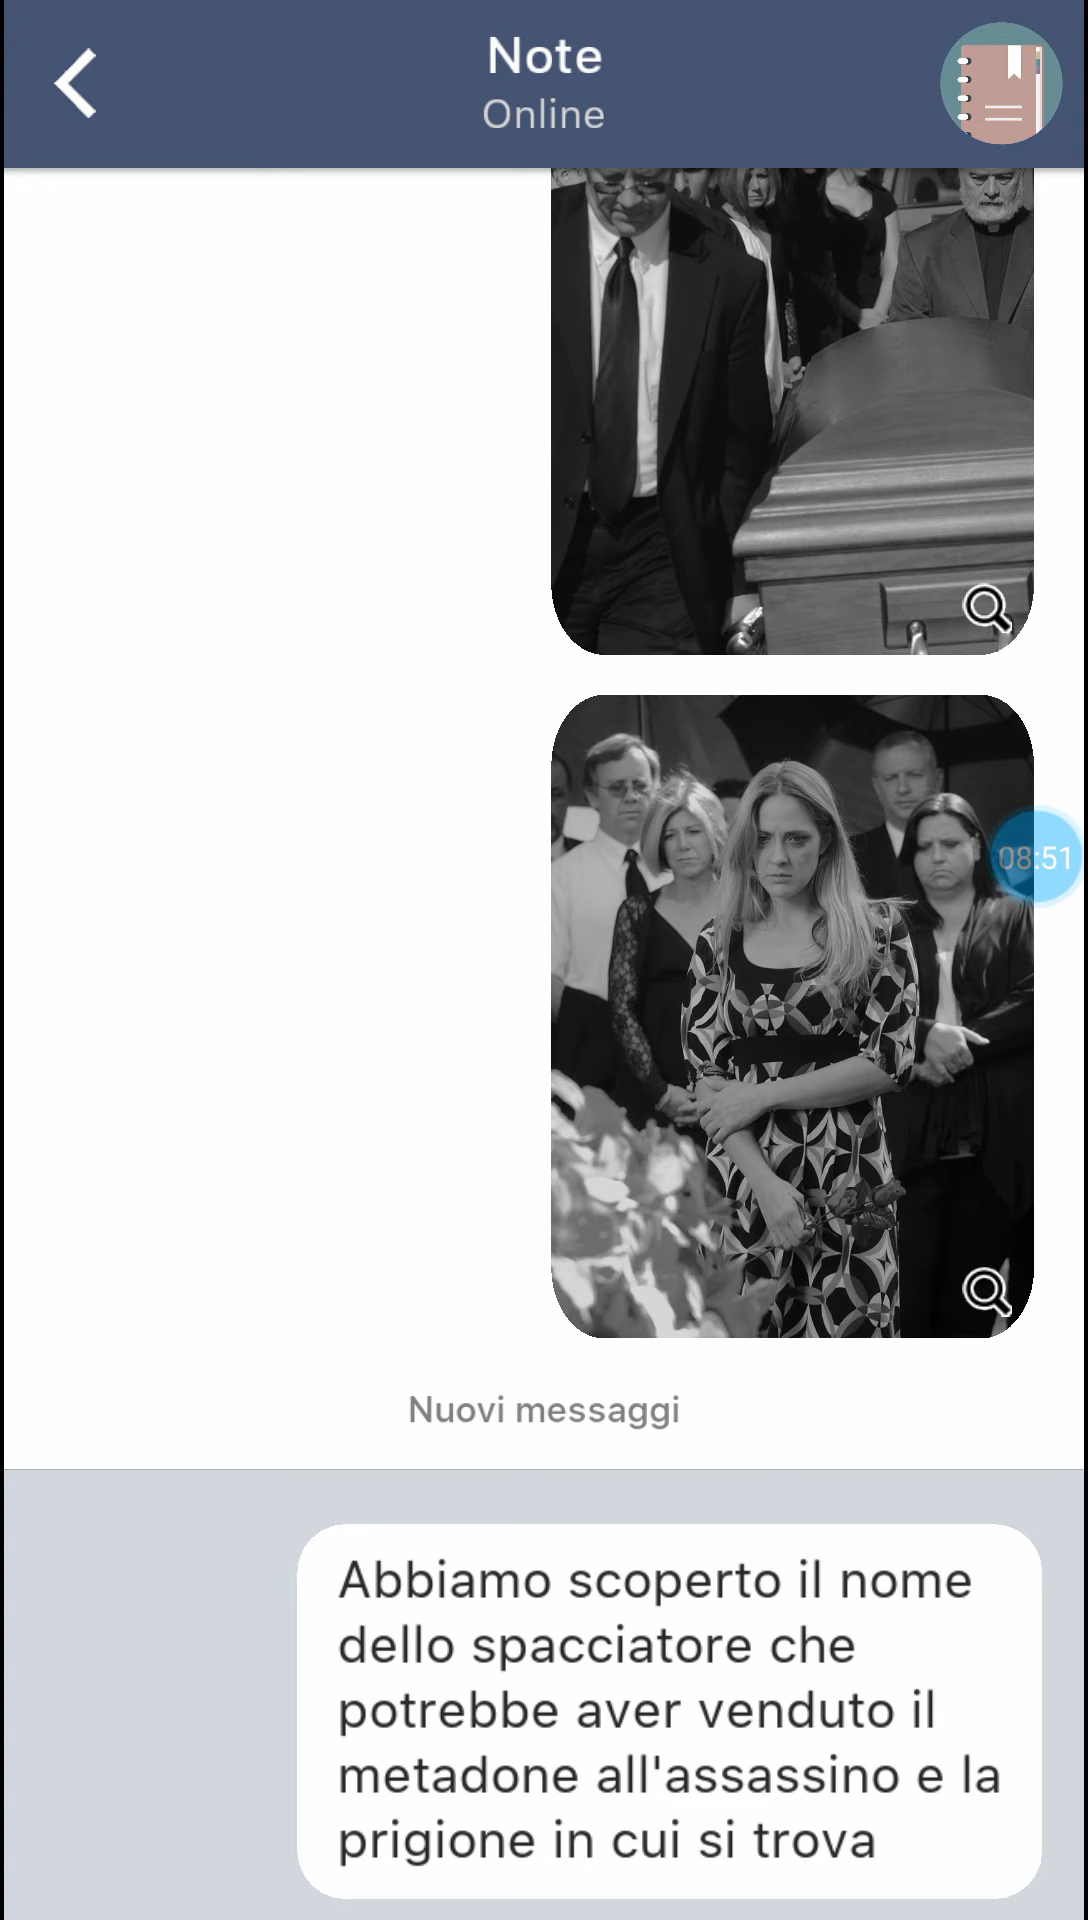 Note
Online
08:51
Nuovi messaggi
Abbiamo scoperto il nome
dello spacciatore che
potrebbe aver venduto il
metadone all'assassino e la
prigione in cui si trova